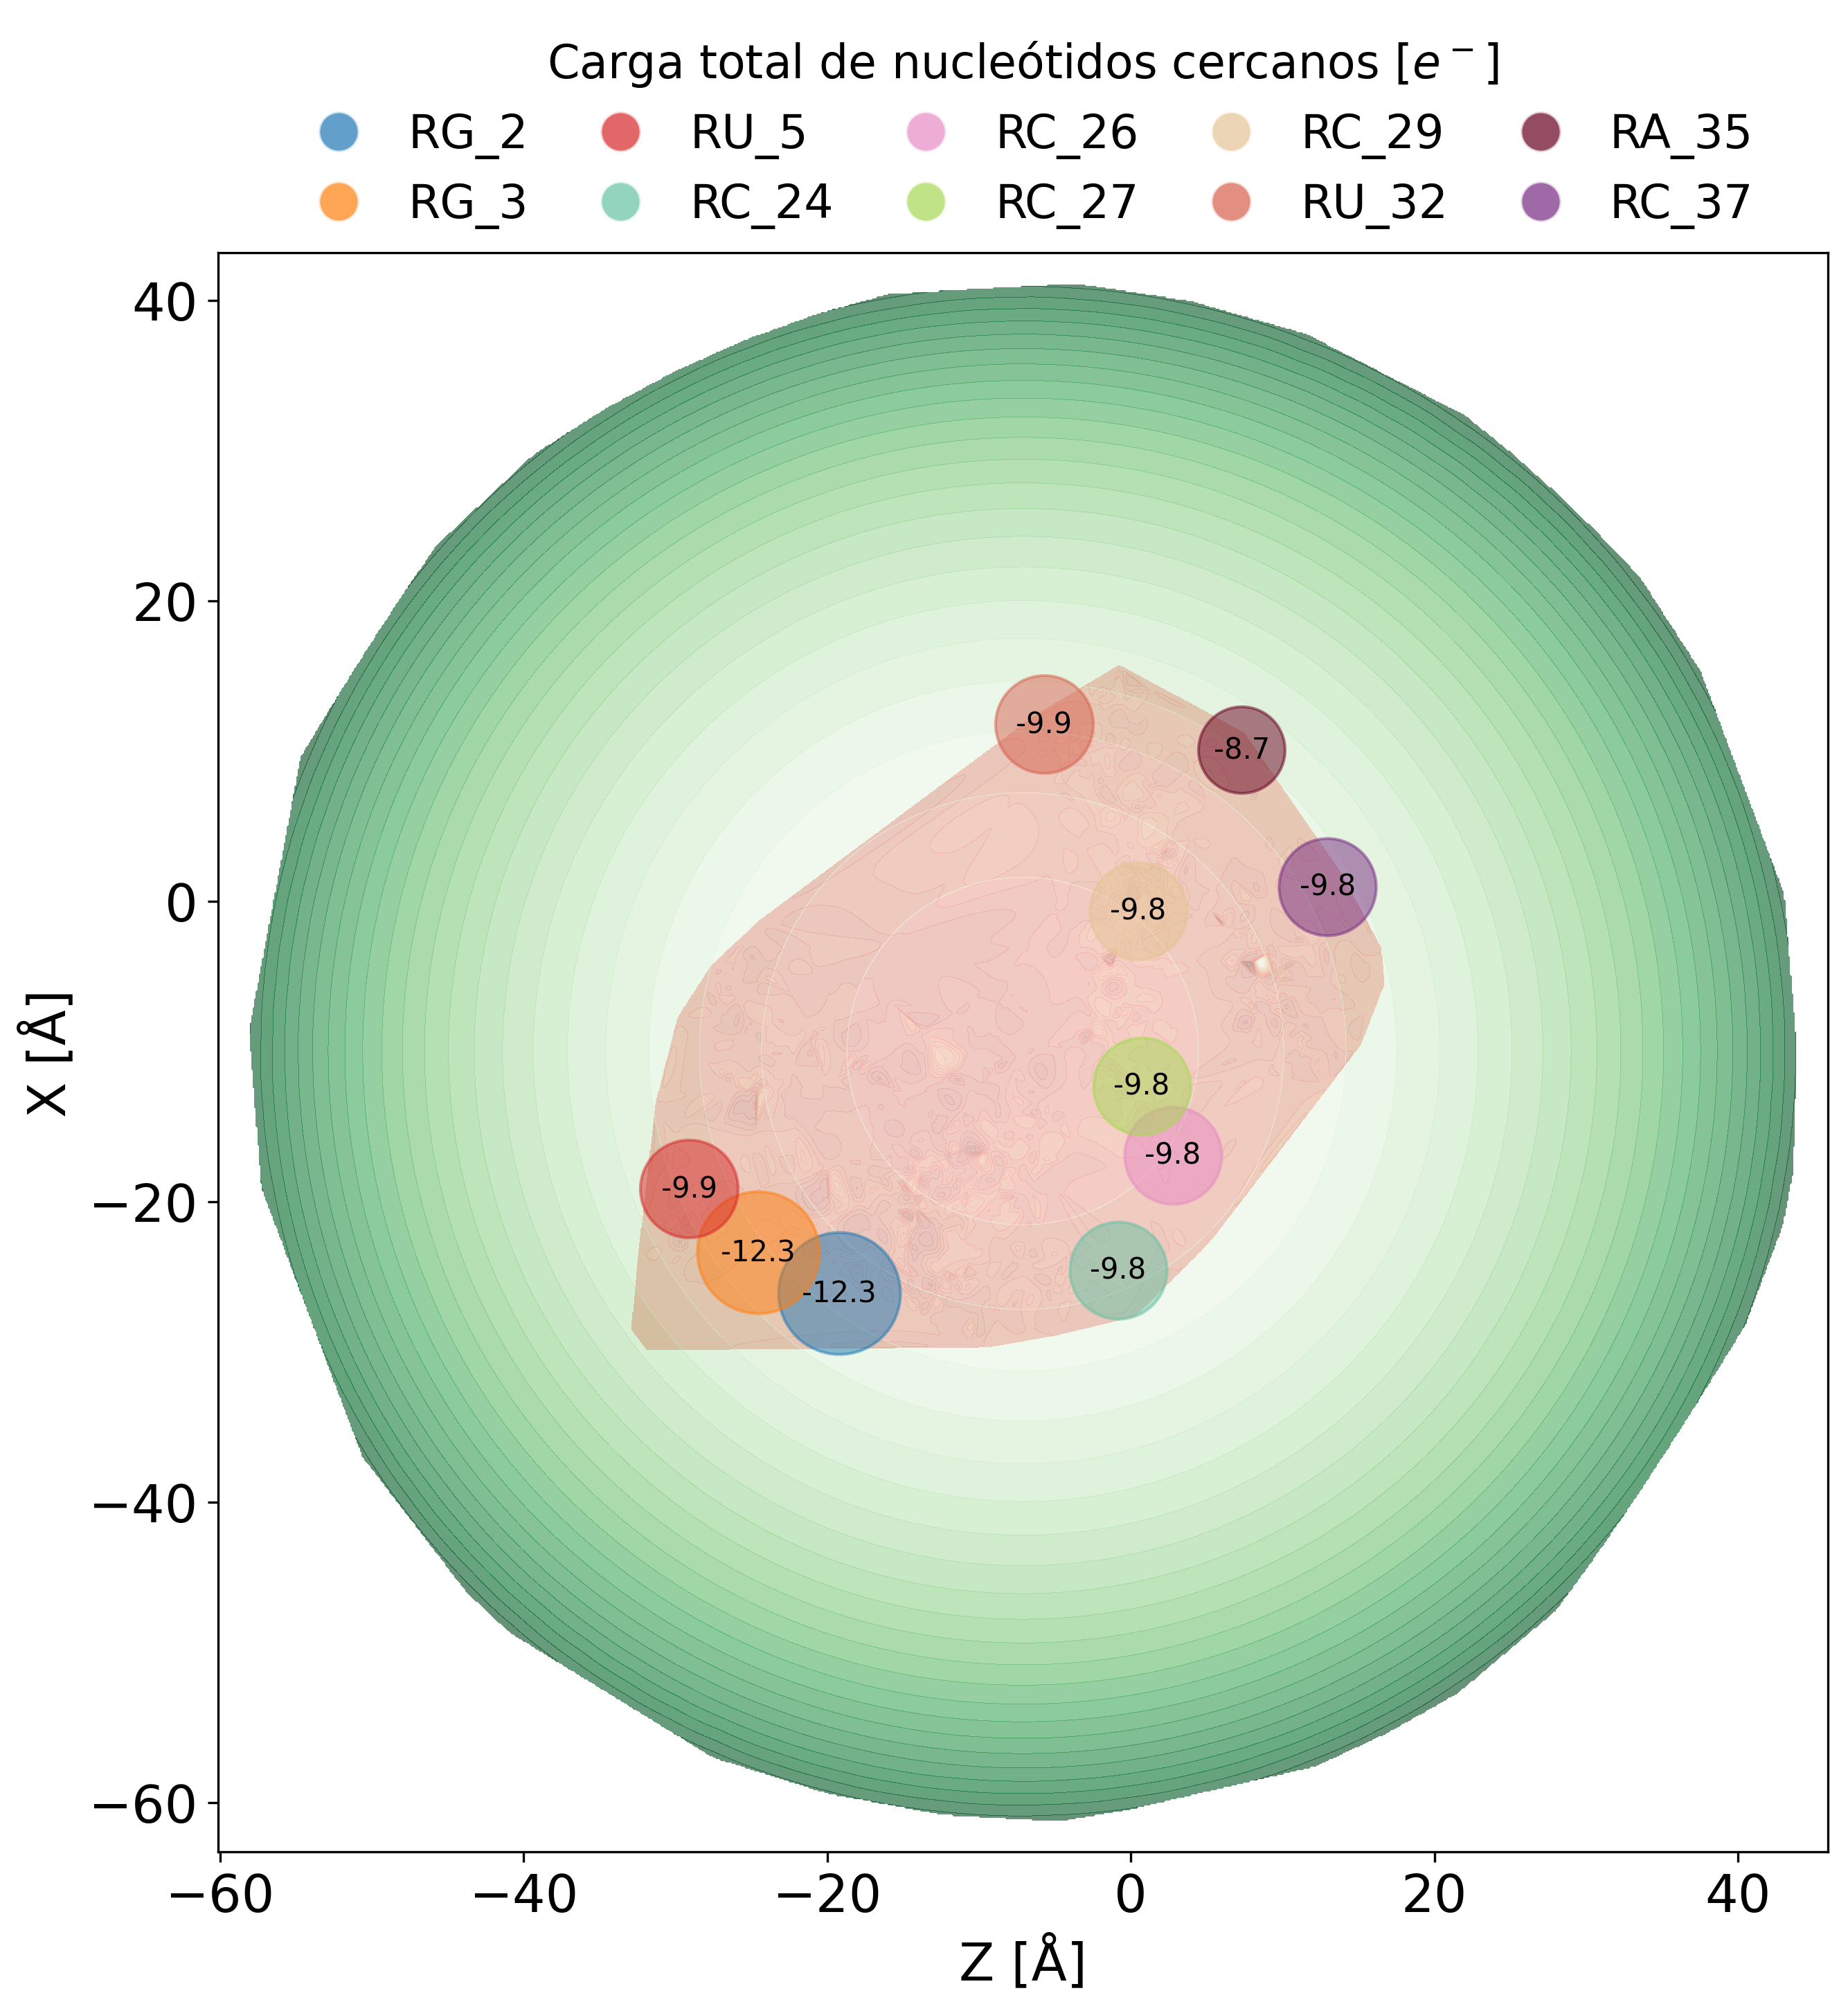 Carga total de nucleótidos cercanos [e⁻]
RG_2 RU_5 RC_26 RC_29 RA_35
RG_3 RC_24 RC_27 RU_32 RC_37
40
20
0
−20
−40
−60
X [Å]
-9.9
-8.7
-9.8
-9.8
-9.8
-9.8
-9.9
-12.3
-9.8
-12.3
−60 −40 −20 0 20 40
Z [Å]